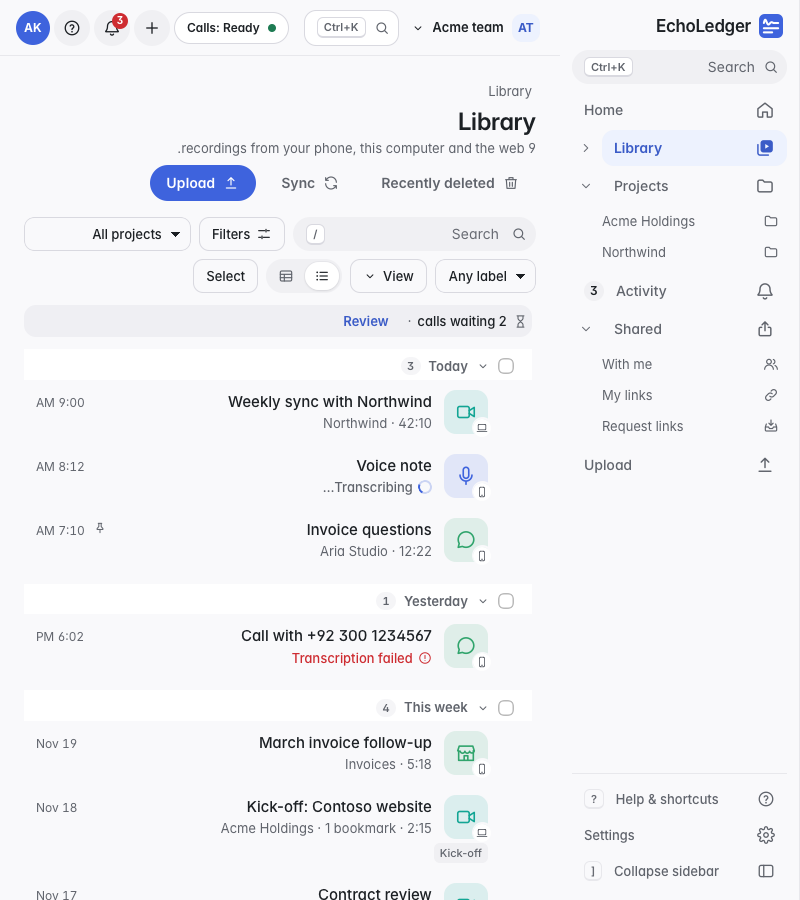 EchoLedger
Ctrl+K
Search
Home
Library
Projects
Acme Holdings
Northwind
3 Activity
Shared
With me
My links
Request links
Upload
? Help & shortcuts
Settings
] Collapse sidebar
AK
3
Calls: Ready
Ctrl+K
Acme team AT
Library
Library
.recordings from your phone, this computer and the web 9
Upload Sync Recently deleted
All projects Filters / Search
Select View Any label
Review · calls waiting 2
3 Today
AM 9:00 Weekly sync with Northwind
Northwind · 42:10
AM 8:12 Voice note
...Transcribing
AM 7:10 Invoice questions
Aria Studio · 12:22
1 Yesterday
PM 6:02 Call with +92 300 1234567
Transcription failed
4 This week
Nov 19 March invoice follow-up
Invoices · 5:18
Nov 18 Kick-off: Contoso website
Acme Holdings · 1 bookmark · 2:15
Kick-off
Nov 17 Contract review